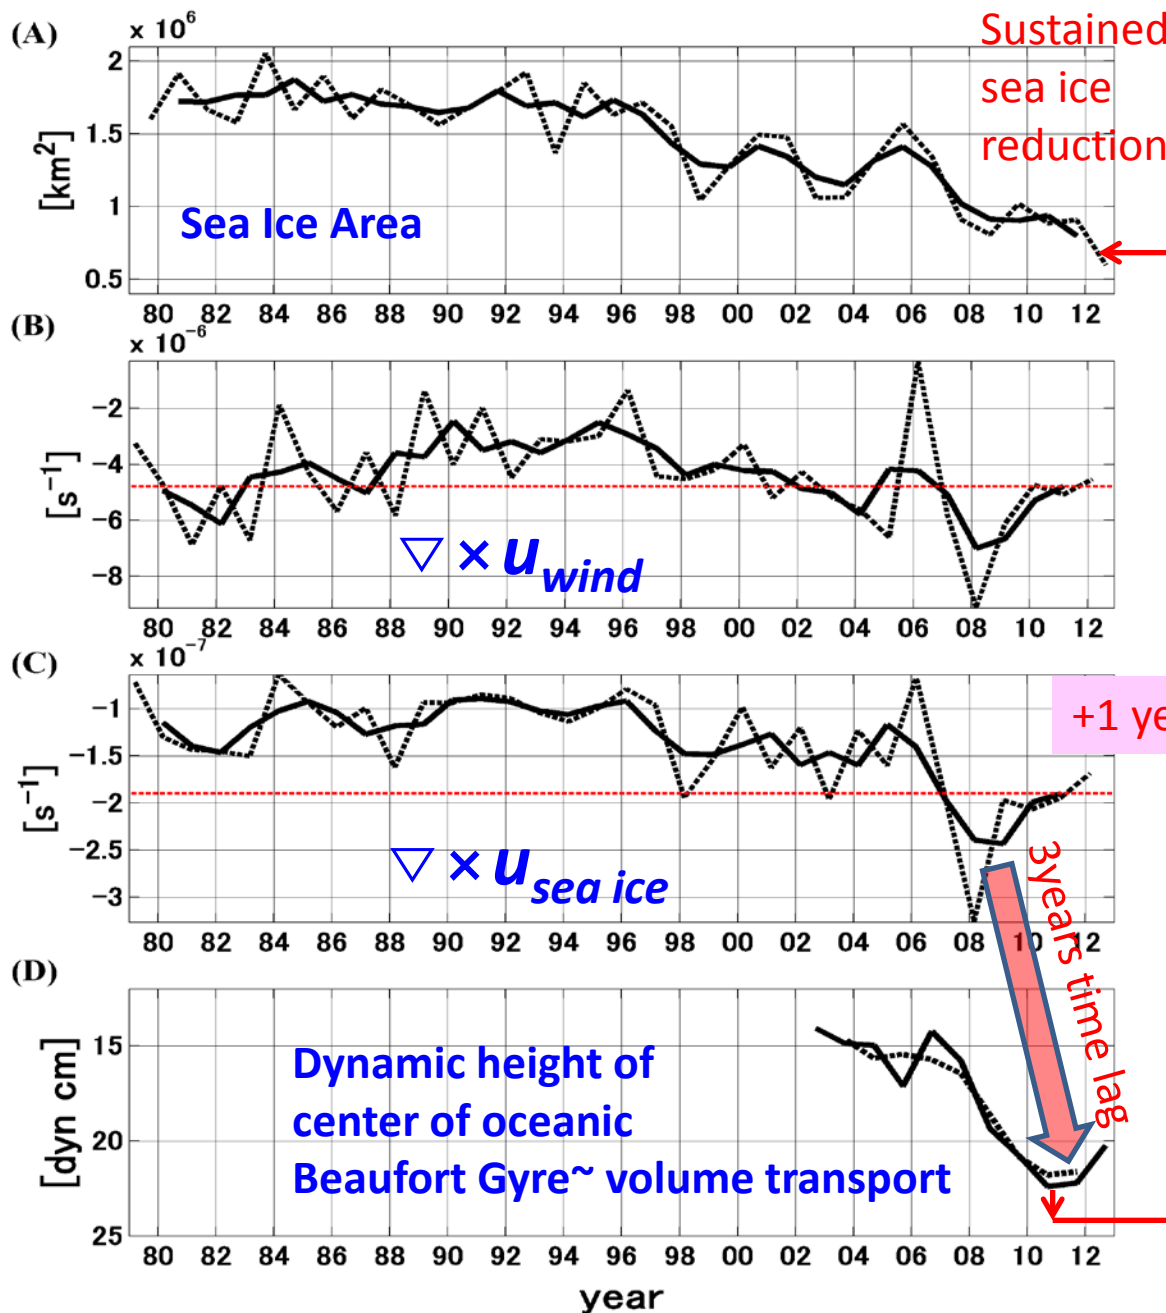 (A)
× 10⁶
Sustained
sea ice
reduction
2
1.5
1
0.5
[km²]
Sea Ice Area
80 82 84 86 88 90 92 94 96 98 00 02 04 06 08 10 12
(B)
× 10⁻⁶
−2
−4
−6
−8
[s⁻¹]
▽ × u wind
80 82 84 86 88 90 92 94 96 98 00 02 04 06 08 10 12
(C)
× 10⁻⁷
−1
−1.5
−2
−2.5
−3
[s⁻¹]
+1 ye
▽ × u sea ice
3years time lag
80 82 84 86 88 90 92 94 96 98 00 02 04 06 08 10 12
(D)
15
20
25
[dyn cm]
Dynamic height of
center of oceanic
Beaufort Gyre~ volume transport
80 82 84 86 88 90 92 94 96 98 00 02 04 06 08 10 12
year